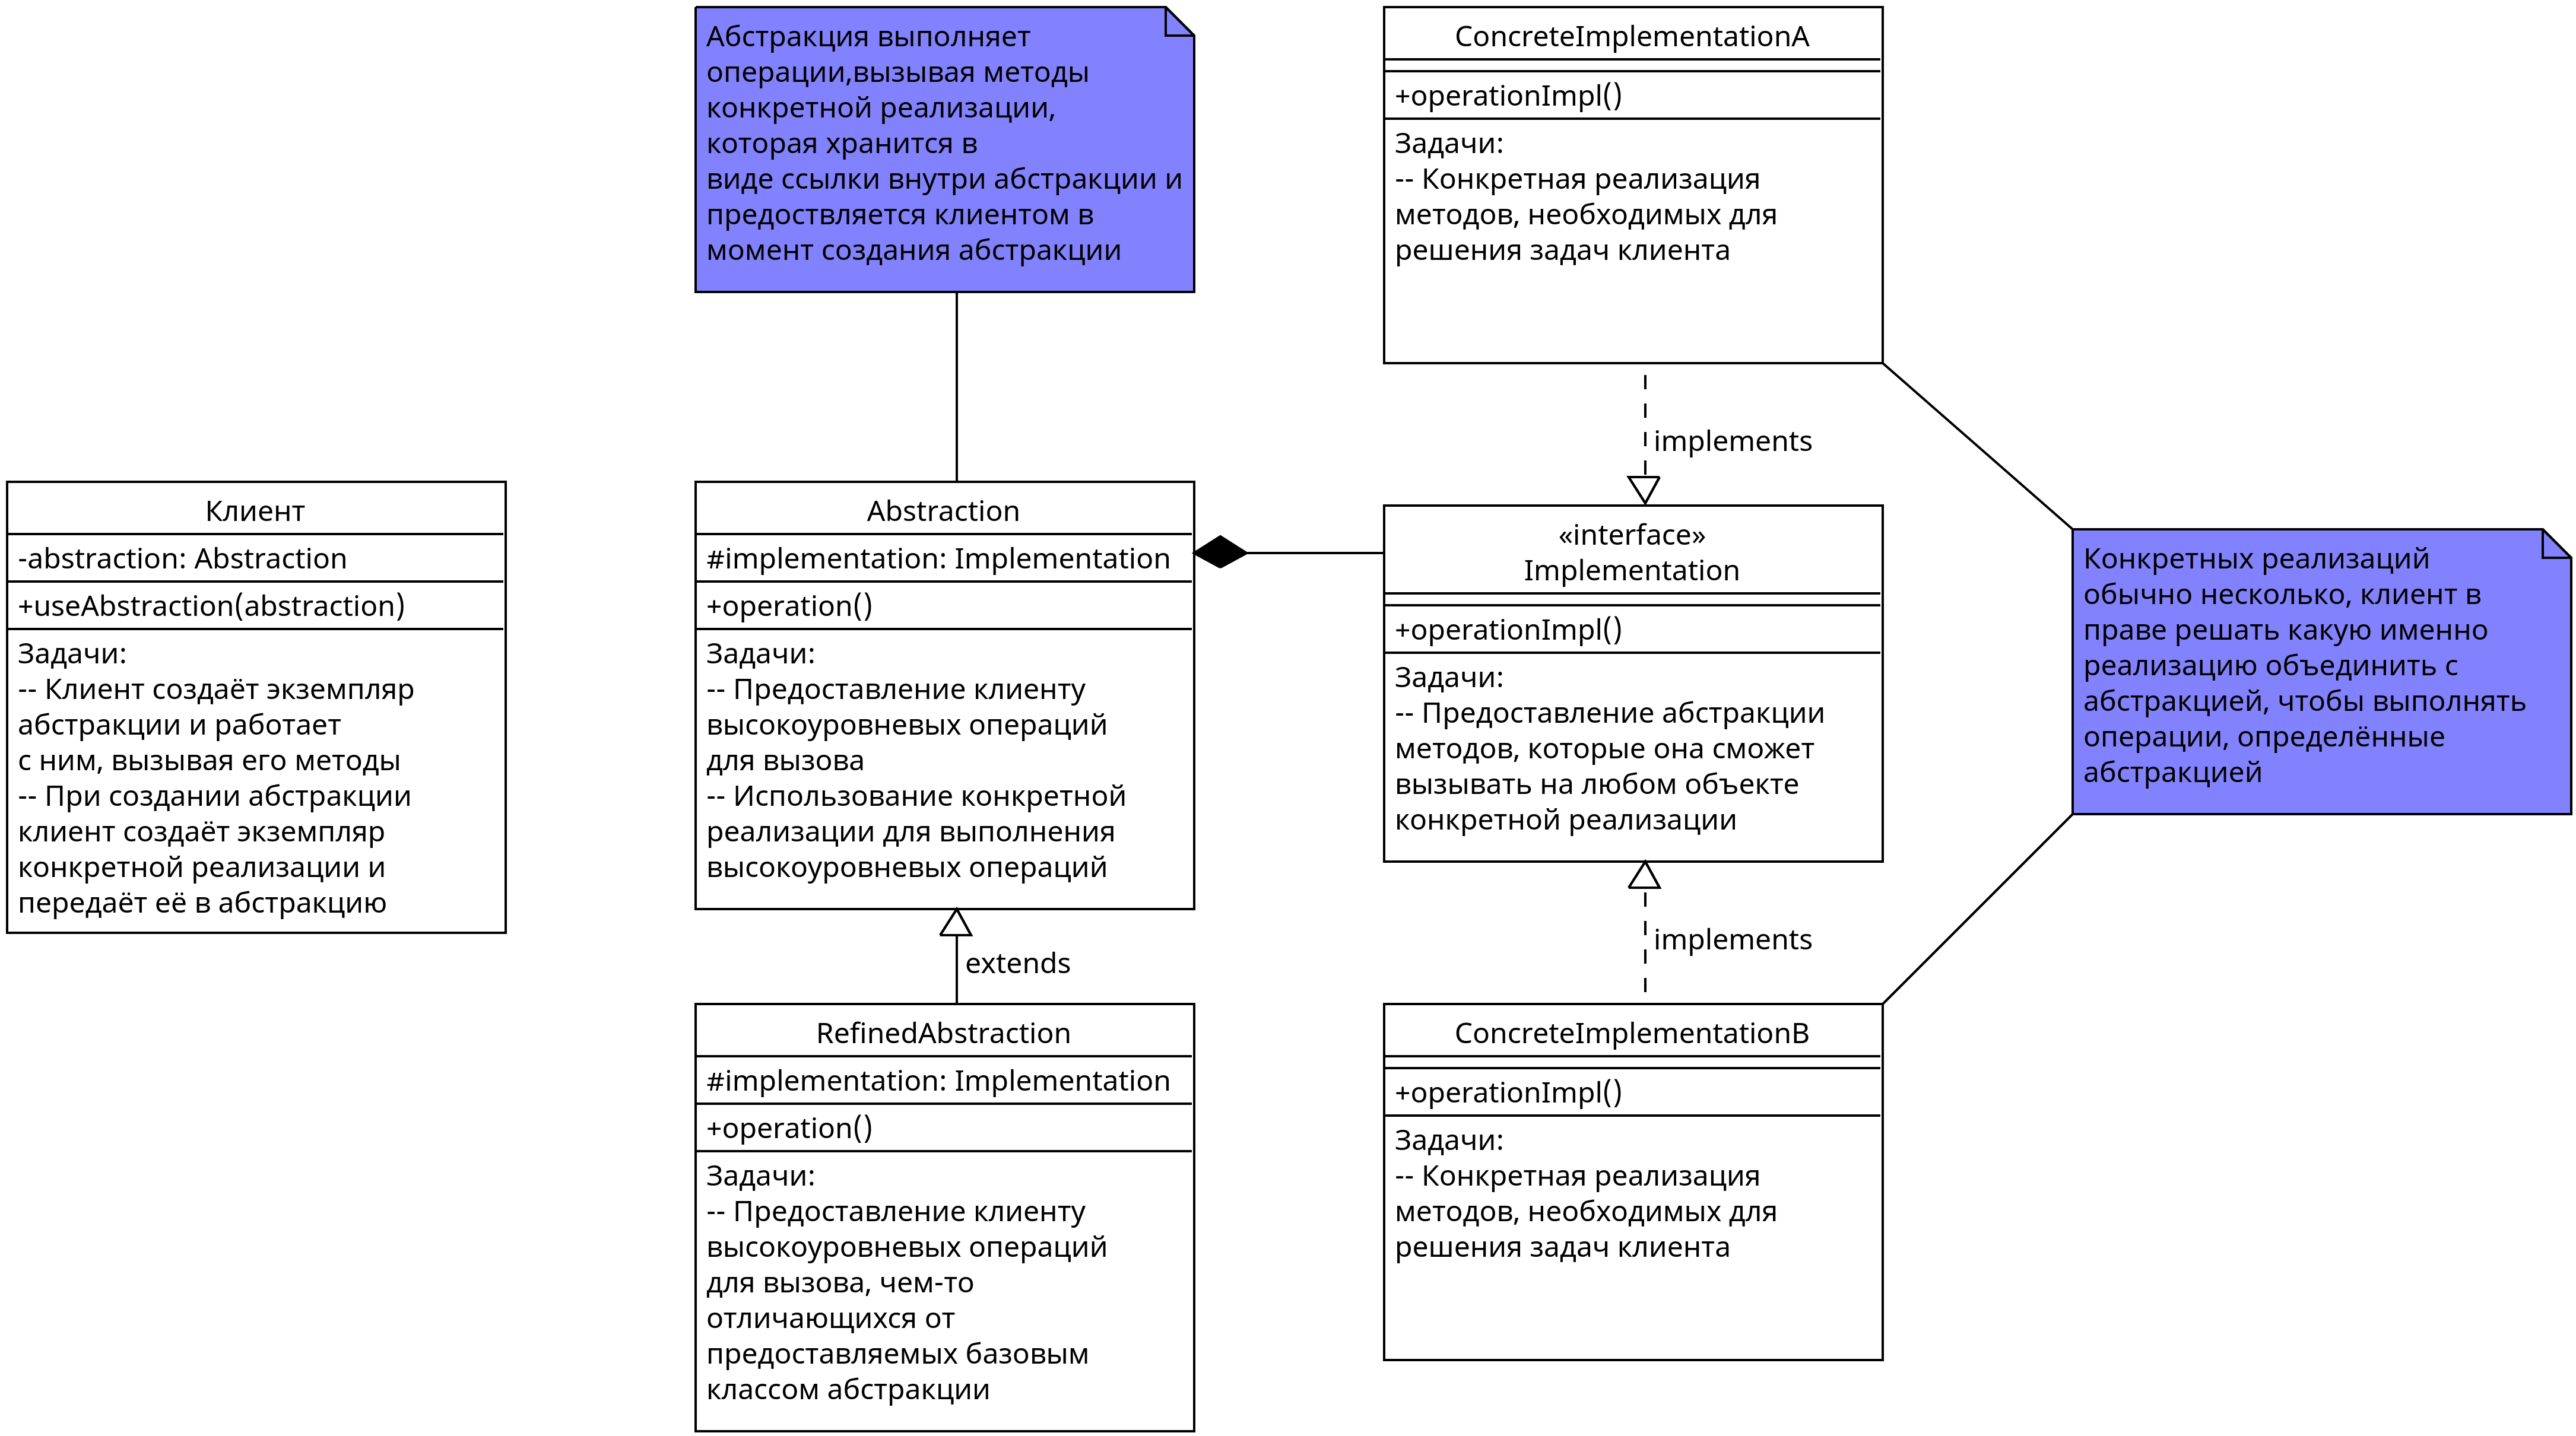 Абстракция выполняет
операции,вызывая методы
конкретной реализации,
которая хранится в
виде ссылки внутри абстракции и
предоствляется клиентом в
момент создания абстракции
ConcreteImplementationA
+operationImpl()
Задачи:
-- Конкретная реализация
методов, необходимых для
решения задач клиента
implements
Клиент
-abstraction: Abstraction
+useAbstraction(abstraction)
Задачи:
-- Клиент создаёт экземпляр
абстракции и работает
с ним, вызывая его методы
-- При создании абстракции
клиент создаёт экземпляр
конкретной реализации и
передаёт её в абстракцию
Abstraction
#implementation: Implementation
+operation()
Задачи:
-- Предоставление клиенту
высокоуровневых операций
для вызова
-- Использование конкретной
реализации для выполнения
высокоуровневых операций
«interface»
Implementation
+operationImpl()
Задачи:
-- Предоставление абстракции
методов, которые она сможет
вызывать на любом объекте
конкретной реализации
Конкретных реализаций
обычно несколько, клиент в
праве решать какую именно
реализацию объединить с
абстракцией, чтобы выполнять
операции, определённые
абстракцией
extends
implements
RefinedAbstraction
#implementation: Implementation
+operation()
Задачи:
-- Предоставление клиенту
высокоуровневых операций
для вызова, чем-то
отличающихся от
предоставляемых базовым
классом абстракции
ConcreteImplementationB
+operationImpl()
Задачи:
-- Конкретная реализация
методов, необходимых для
решения задач клиента